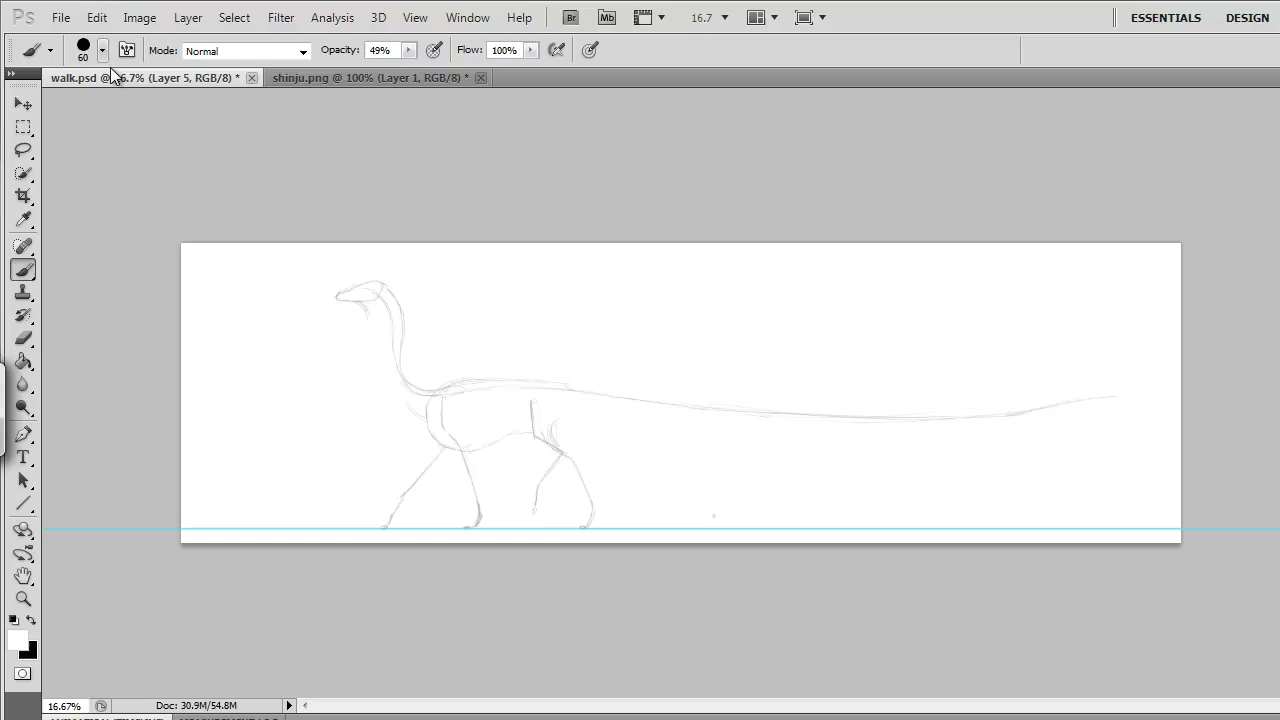 Ps File Edit Image Layer Select Filter Analysis 3D View Window Help Br Mb 16.7 ESSENTIALS DESIGN
60 Mode: Normal Opacity: 49% Flow: 100%
walk.psd @ 6.7% (Layer 5, RGB/8) * shinju.png @ 100% (Layer 1, RGB/8) *
T
16.67% Doc: 30.9M/54.8M